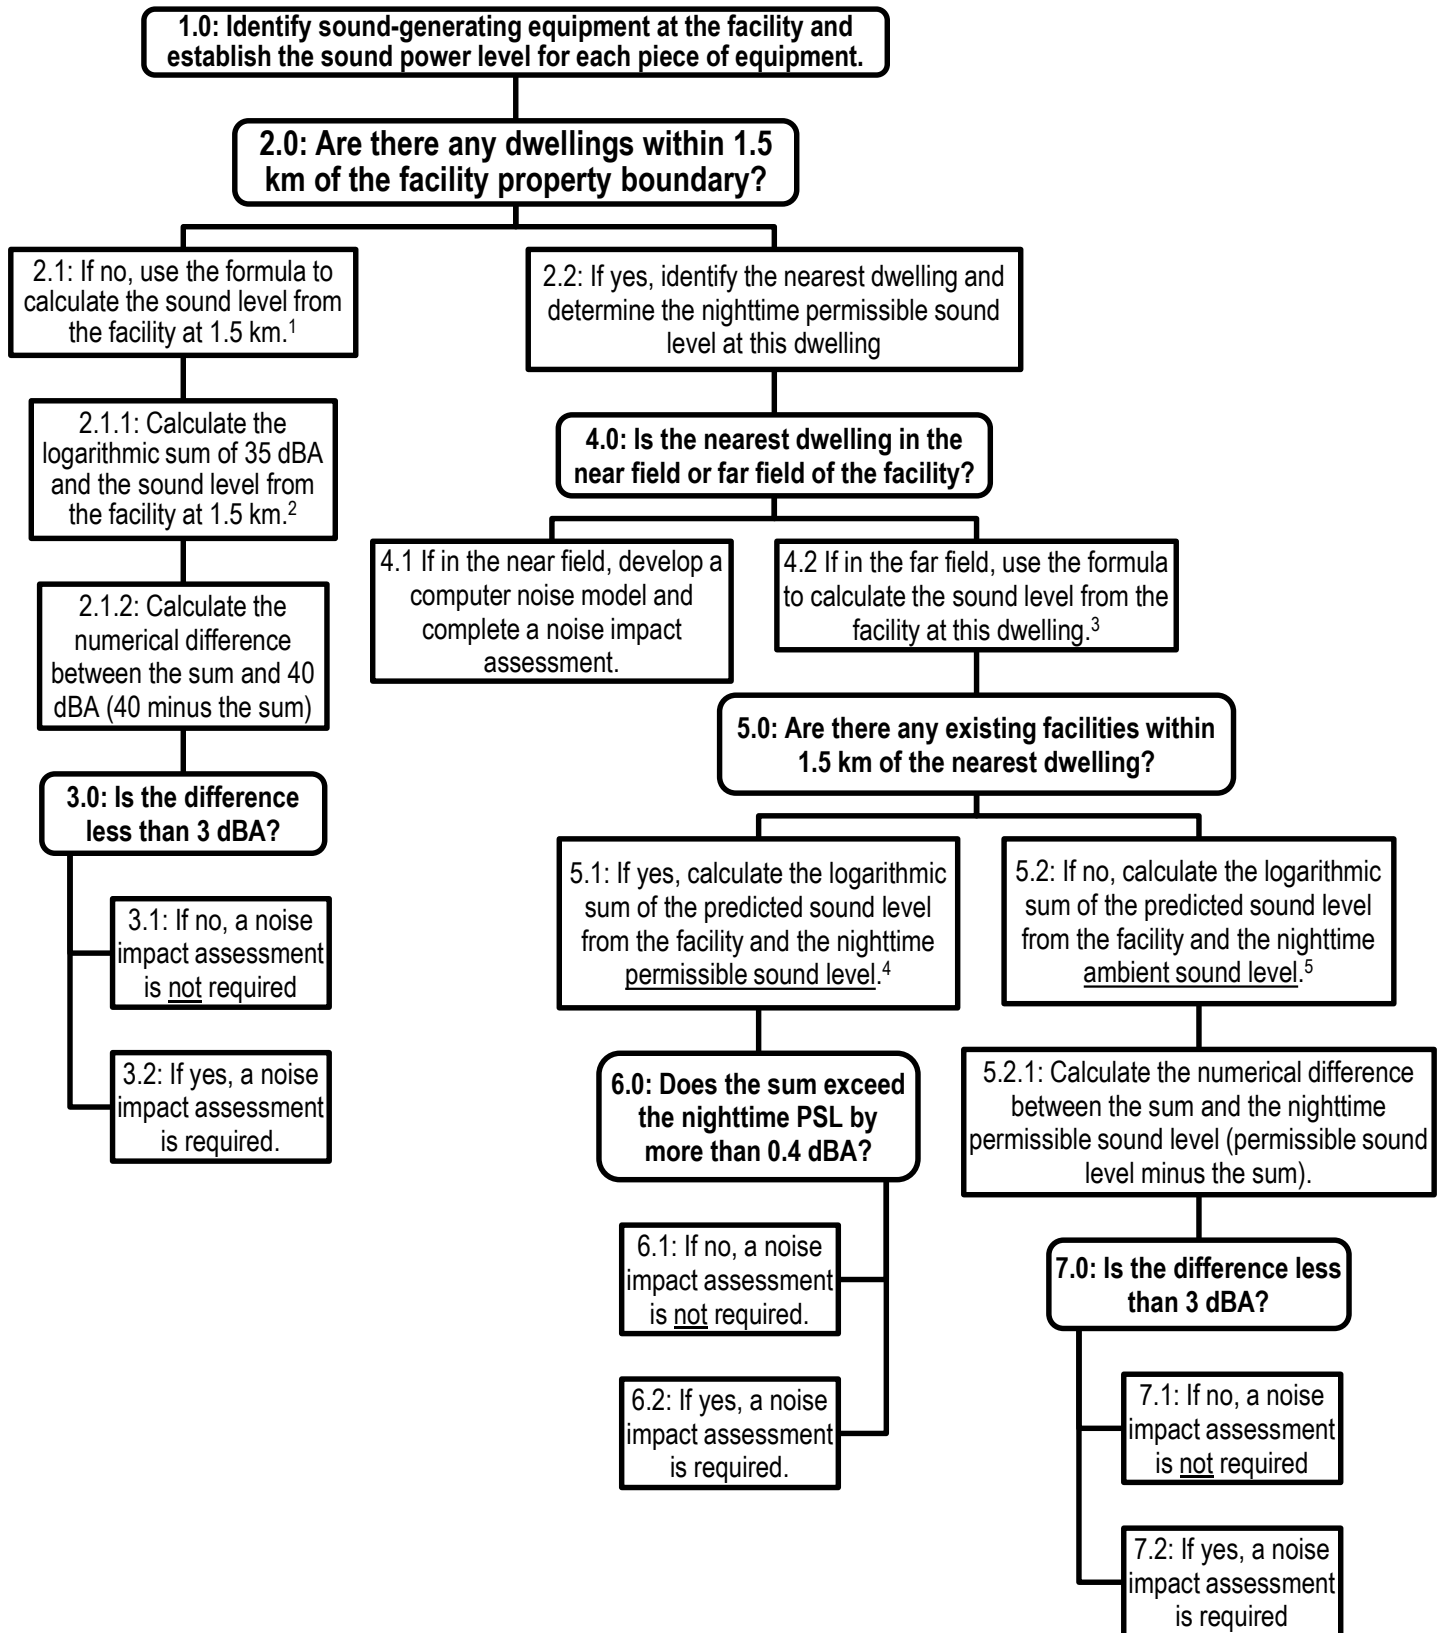 1.0: Identify sound-generating equipment at the facility and
establish the sound power level for each piece of equipment.
2.0: Are there any dwellings within 1.5
km of the facility property boundary?
2.1: If no, use the formula to
calculate the sound level from
the facility at 1.5 km.1
2.1.1: Calculate the
logarithmic sum of 35 dBA
and the sound level from
the facility at 1.5 km.2
2.1.2: Calculate the
numerical difference
between the sum and 40
dBA (40 minus the sum)
3.0: Is the difference
less than 3 dBA?
3.1: If no, a noise
impact assessment
is not required
3.2: If yes, a noise
impact assessment
is required.
2.2: If yes, identify the nearest dwelling and
determine the nighttime permissible sound
level at this dwelling
4.0: Is the nearest dwelling in the
near field or far field of the facility?
4.1 If in the near field, develop a
computer noise model and
complete a noise impact
assessment.
4.2 If in the far field, use the formula
to calculate the sound level from the
facility at this dwelling.3
5.0: Are there any existing facilities within
1.5 km of the nearest dwelling?
5.1: If yes, calculate the logarithmic
sum of the predicted sound level
from the facility and the nighttime
permissible sound level.4
6.0: Does the sum exceed
the nighttime PSL by
more than 0.4 dBA?
6.1: If no, a noise
impact assessment
is not required.
6.2: If yes, a noise
impact assessment
is required.
5.2: If no, calculate the logarithmic
sum of the predicted sound level
from the facility and the nighttime
ambient sound level.5
5.2.1: Calculate the numerical difference
between the sum and the nighttime
permissible sound level (permissible sound
level minus the sum).
7.0: Is the difference less
than 3 dBA?
7.1: If no, a noise
impact assessment
is not required
7.2: If yes, a noise
impact assessment
is required